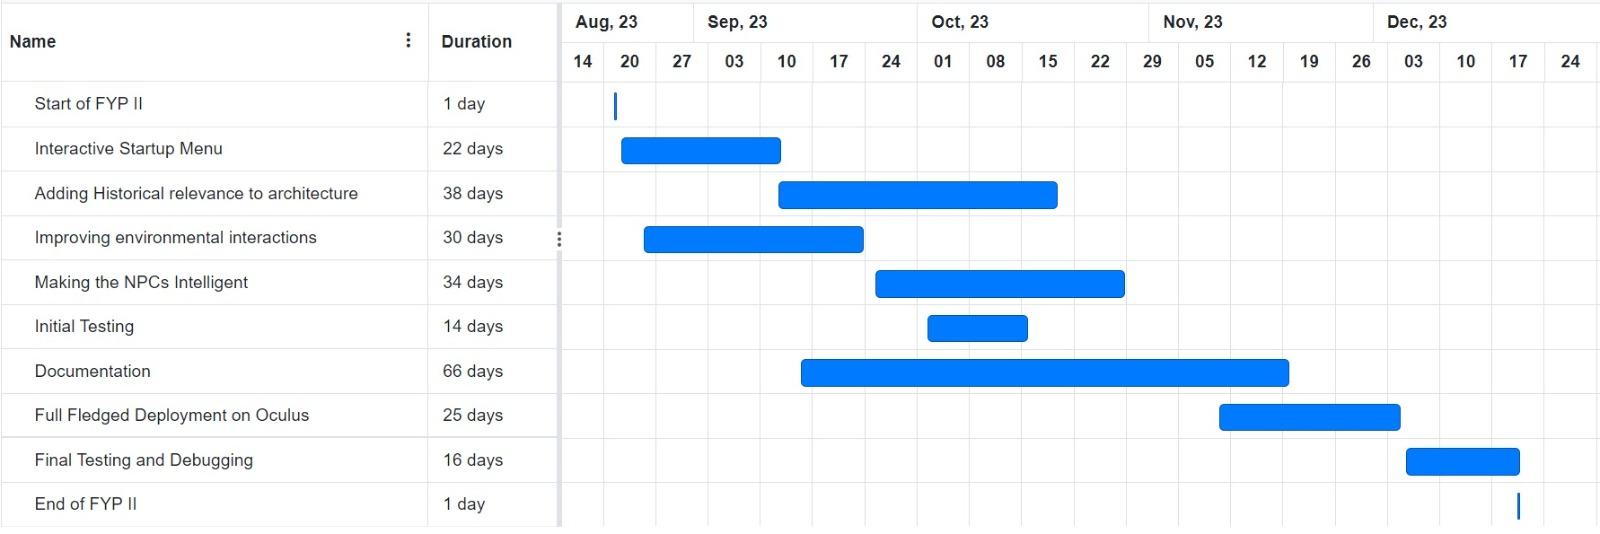 Name Duration Aug, 23 Sep, 23 Oct, 23 Nov, 23 Dec, 23
14 20 27 03 10 17 24 01 08 15 22 29 05 12 19 26 03 10 17 24
Start of FYP II 1 day
Interactive Startup Menu 22 days
Adding Historical relevance to architecture 38 days
Improving environmental interactions 30 days
Making the NPCs Intelligent 34 days
Initial Testing 14 days
Documentation 66 days
Full Fledged Deployment on Oculus 25 days
Final Testing and Debugging 16 days
End of FYP II 1 day